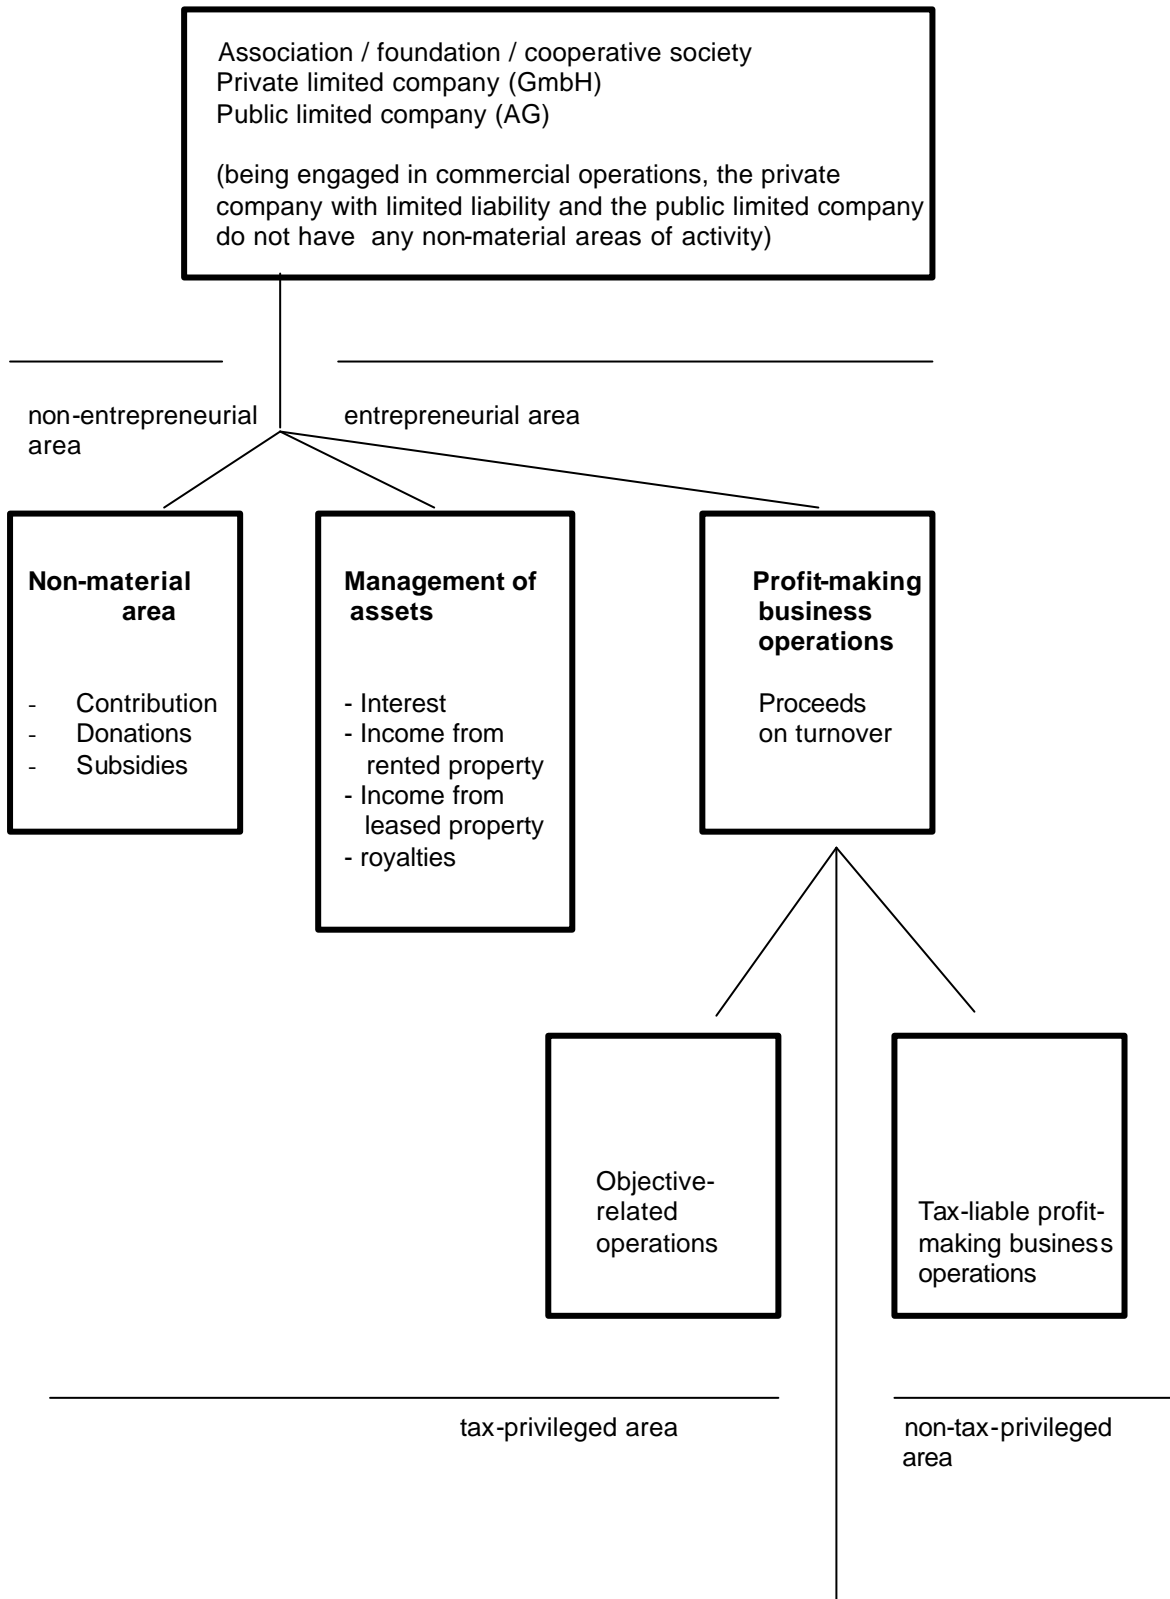 Association / foundation / cooperative society
Private limited company (GmbH)
Public limited company (AG)
(being engaged in commercial operations, the private
company with limited liability and the public limited company
do not have any non-material areas of activity)
non-entrepreneurial
area
entrepreneurial area
Non-material
area
- Contribution
- Donations
- Subsidies
Management of
assets
- Interest
- Income from
rented property
- Income from
leased property
- royalties
Profit-making
business
operations
Proceeds
on turnover
Objective-
related
operations
Tax-liable profit-
making business
operations
tax-privileged area
non-tax-privileged
area